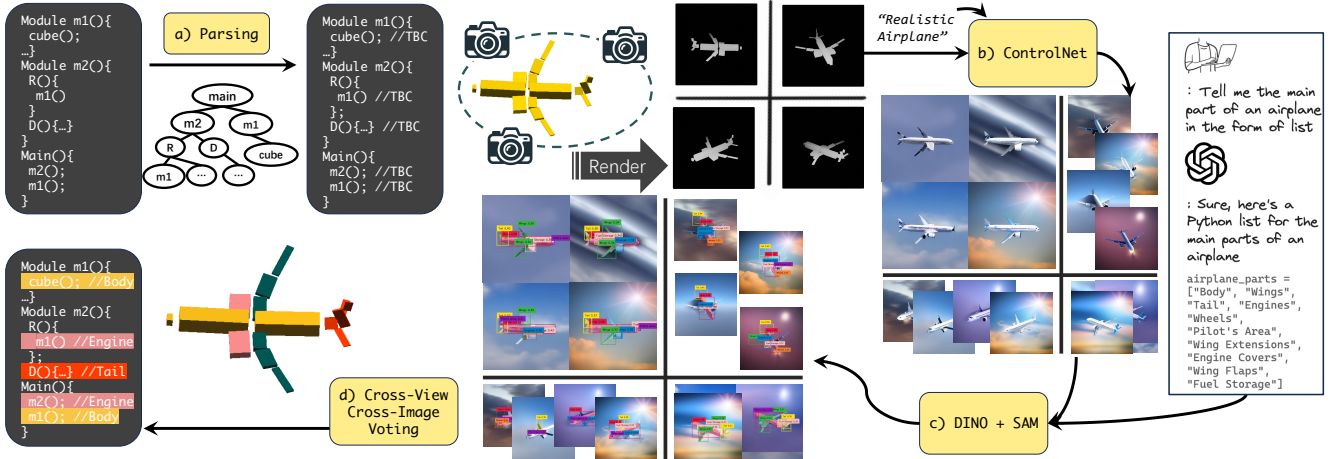 Module m1(){
cube();
…}
Module m2(){
R(){
m1()
}
D(){…}
}
Main(){
m2();
m1();
}
a) Parsing
main
m2
m1
R
D
cube
m1
...
...
Module m1(){
cube(); //TBC
…}
Module m2(){
R(){
m1() //TBC
};
D(){…} //TBC
}
Main(){
m2(); //TBC
m1(); //TBC
}
Render
"Realistic
Airplane"
b) ControlNet
: Tell me the main
part of an airplane
in the form of list
: Sure, here's a
Python list for the
main parts of an
airplane
airplane_parts =
["Body", "Wings",
"Tail", "Engines",
"Wheels",
"Pilot's Area",
"Wing Extensions",
"Engine Covers",
"Wing Flaps",
"Fuel Storage"]
c) DINO + SAM
d) Cross-View
Cross-Image
Voting
Module m1(){
cube(); //Body
…}
Module m2(){
R(){
m1() //Engine
};
D(){…} //Tail
Main(){
m2(); //Engine
m1(); //Body
}